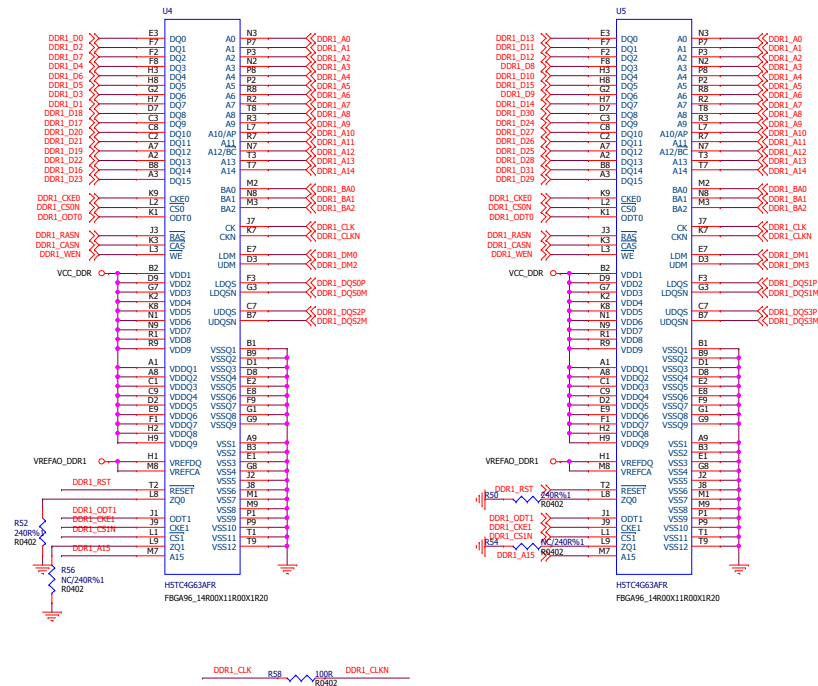 U4
DDR1_D0 E3 DQ0 A0 N3 DDR1_A0
DDR1_D2 F7 DQ1 A1 P7 DDR1_A1
DDR1_D7 F2 DQ2 A2 P3 DDR1_A2
DDR1_D4 F8 DQ3 A3 N2 DDR1_A3
DDR1_D6 H3 DQ4 A4 P8 DDR1_A4
DDR1_D5 H8 DQ5 A5 P2 DDR1_A5
DDR1_D3 G2 DQ6 A6 R8 DDR1_A6
DDR1_D1 H7 DQ7 A7 R2 DDR1_A7
DDR1_D18 D7 DQ8 A8 T8 DDR1_A8
DDR1_D17 C3 DQ9 A9 R3 DDR1_A9
DDR1_D20 C8 DQ10 A10/AP L7 DDR1_A10
DDR1_D21 C2 DQ11 A11 R7 DDR1_A11
DDR1_D19 A7 DQ12 A12/BC N7 DDR1_A12
DDR1_D22 A2 DQ13 A13 T3 DDR1_A13
DDR1_D16 B8 DQ14 A14 T7 DDR1_A14
DDR1_D23 A3 DQ15
BA0 M2 DDR1_BA0
DDR1_CKE0 K9 CKE0 BA1 N8 DDR1_BA1
DDR1_CS0N L2 CS0 BA2 M3 DDR1_BA2
DDR1_ODT0 K1 ODT0
CK J7 DDR1_CLK
DDR1_RASN J3 RAS CKN K7 DDR1_CLKN
DDR1_CASN K3 CAS
DDR1_WEN L3 WE LDM E7 DDR1_DM0
UDM D3 DDR1_DM2
VCC_DDR B2 VDD1
D9 VDD2 LDQS F3 DDR1_DQS0P
G7 VDD3 LDQSN G3 DDR1_DQS0M
K2 VDD4
K8 VDD5 UDQS C7 DDR1_DQS2P
N1 VDD6 UDQSN B7 DDR1_DQS2M
N9 VDD7
R1 VDD8
R9 VDD9 VSSQ1 B1
VSSQ2 B9
A1 VDDQ1 VSSQ3 D1
A8 VDDQ2 VSSQ4 D8
C1 VDDQ3 VSSQ5 E2
C9 VDDQ4 VSSQ6 E8
D2 VDDQ5 VSSQ7 F9
E9 VDDQ6 VSSQ8 G1
F1 VDDQ7 VSSQ9 G9
H2 VDDQ8
H9 VDDQ9 VSS1 A9
VSS2 B3
VREFAO_DDR1 H1 VREFDQ VSS3 E1
M8 VREFCA VSS4 G8
VSS5 J2
DDR1_RST T2 RESET VSS6 J8
L8 ZQ0 VSS7 M1
VSS8 M9
DDR1_ODT1 J1 ODT1 VSS9 P1
DDR1_CKE1 J9 CKE1 VSS10 P9
DDR1_CS1N L1 CS1 VSS11 T1
L9 ZQ1 VSS12 T9
DDR1_A15 M7 A15
R52
240R%1
R0402
R56
NC/240R%1
R0402
H5TC4G63AFR
FBGA96_14R00X11R00X1R20
U5
DDR1_D13 E3 DQ0 A0 N3 DDR1_A0
DDR1_D11 F7 DQ1 A1 P7 DDR1_A1
DDR1_D12 F2 DQ2 A2 P3 DDR1_A2
DDR1_D8 F8 DQ3 A3 N2 DDR1_A3
DDR1_D10 H3 DQ4 A4 P8 DDR1_A4
DDR1_D15 H8 DQ5 A5 P2 DDR1_A5
DDR1_D9 G2 DQ6 A6 R8 DDR1_A6
DDR1_D14 H7 DQ7 A7 R2 DDR1_A7
DDR1_D30 D7 DQ8 A8 T8 DDR1_A8
DDR1_D24 C3 DQ9 A9 R3 DDR1_A9
DDR1_D27 C8 DQ10 A10/AP L7 DDR1_A10
DDR1_D26 C2 DQ11 A11 R7 DDR1_A11
DDR1_D25 A7 DQ12 A12/BC N7 DDR1_A12
DDR1_D28 A2 DQ13 A13 T3 DDR1_A13
DDR1_D31 B8 DQ14 A14 T7 DDR1_A14
DDR1_D29 A3 DQ15
BA0 M2 DDR1_BA0
DDR1_CKE0 K9 CKE0 BA1 N8 DDR1_BA1
DDR1_CS0N L2 CS0 BA2 M3 DDR1_BA2
DDR1_ODT0 K1 ODT0
CK J7 DDR1_CLK
DDR1_RASN J3 RAS CKN K7 DDR1_CLKN
DDR1_CASN K3 CAS
DDR1_WEN L3 WE LDM E7 DDR1_DM1
UDM D3 DDR1_DM3
VCC_DDR B2 VDD1
D9 VDD2 LDQS F3 DDR1_DQS1P
G7 VDD3 LDQSN G3 DDR1_DQS1M
K2 VDD4
K8 VDD5 UDQS C7 DDR1_DQS3P
N1 VDD6 UDQSN B7 DDR1_DQS3M
N9 VDD7
R1 VDD8
R9 VDD9 VSSQ1 B1
VSSQ2 B9
A1 VDDQ1 VSSQ3 D1
A8 VDDQ2 VSSQ4 D8
C1 VDDQ3 VSSQ5 E2
C9 VDDQ4 VSSQ6 E8
D2 VDDQ5 VSSQ7 F9
E9 VDDQ6 VSSQ8 G1
F1 VDDQ7 VSSQ9 G9
H2 VDDQ8
H9 VDDQ9 VSS1 A9
VSS2 B3
VREFAO_DDR1 H1 VREFDQ VSS3 E1
M8 VREFCA VSS4 G8
VSS5 J2
DDR1_RST T2 RESET VSS6 J8
R50 240R%1 L8 ZQ0 VSS7 M1
R0402 VSS8 M9
DDR1_ODT1 J1 ODT1 VSS9 P1
DDR1_CKE1 J9 CKE1 VSS10 P9
DDR1_CS1N L1 CS1 VSS11 T1
R54 NC/240R%1 L9 ZQ1 VSS12 T9
R0402
DDR1_A15 M7 A15
H5TC4G63AFR
FBGA96_14R00X11R00X1R20
DDR1_CLK R58 100R DDR1_CLKN
R0402